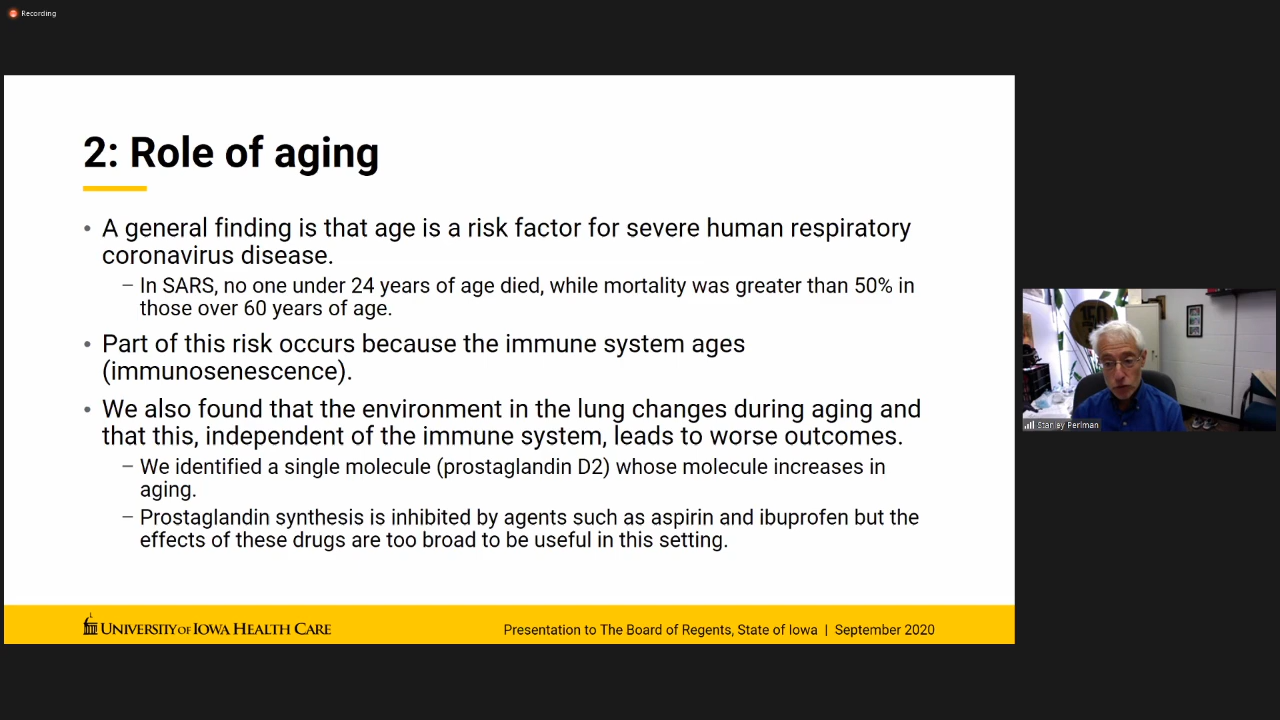 Recording
2: Role of aging
• A general finding is that age is a risk factor for severe human respiratory
coronavirus disease.
– In SARS, no one under 24 years of age died, while mortality was greater than 50% in
those over 60 years of age.
• Part of this risk occurs because the immune system ages
(immunosenescence).
• We also found that the environment in the lung changes during aging and
that this, independent of the immune system, leads to worse outcomes.
– We identified a single molecule (prostaglandin D2) whose molecule increases in
aging.
– Prostaglandin synthesis is inhibited by agents such as aspirin and ibuprofen but the
effects of these drugs are too broad to be useful in this setting.
150
Stanley Perlman
UNIVERSITY OF IOWA HEALTH CARE
Presentation to The Board of Regents, State of Iowa | September 2020